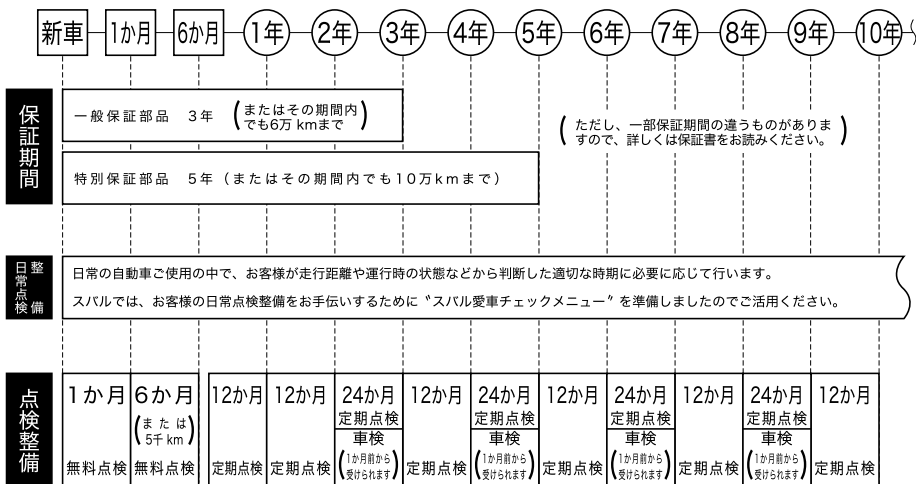 新車 1か月 6か月 1年 2年 3年 4年 5年 6年 7年 8年 9年 10年
保証期間
一般保証部品 3年 (またはその期間内
でも6万 kmまで)
(ただし、一部保証期間の違うものがありま
すので、詳しくは保証書をお読みください。)
特別保証部品 5年(またはその期間内でも10万kmまで)
日常点検
整備
日常の自動車ご使用の中で、お客様が走行距離や運行時の状態などから判断した適切な時期に必要に応じて行います。
スバルでは、お客様の日常点検整備をお手伝いするために〝スバル愛車チェックメニュー〟を準備しましたのでご活用ください。
点検整備
1か月
無料点検
6か月
(または
5千km)
無料点検
12か月
定期点検
12か月
定期点検
24か月
定期点検
車検
(1か月前から
受けられます)
12か月
定期点検
24か月
定期点検
車検
(1か月前から
受けられます)
12か月
定期点検
24か月
定期点検
車検
(1か月前から
受けられます)
12か月
定期点検
24か月
定期点検
車検
(1か月前から
受けられます)
12か月
定期点検